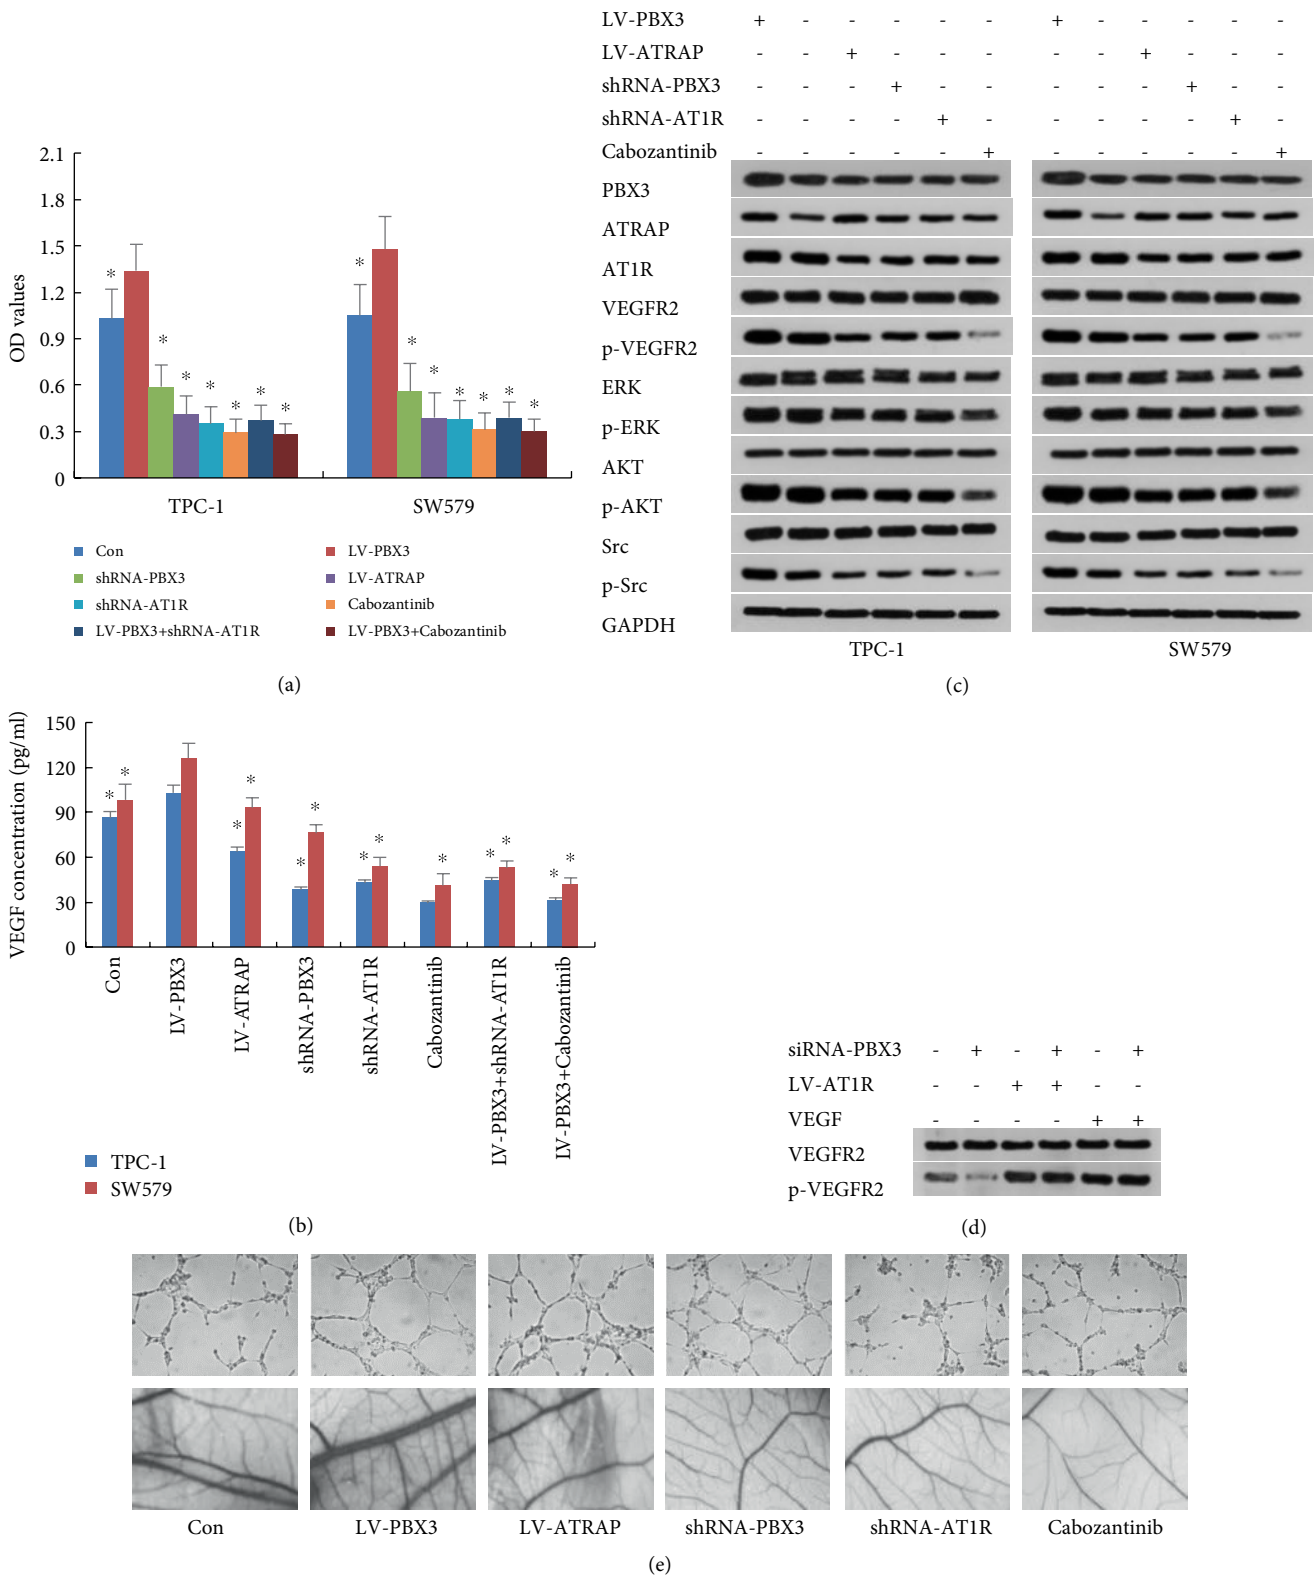 OD values
2.1
1.8
1.5
1.2
0.9
0.6
0.3
0
* * * * * * *
* * * * * * *
TPC-1 SW579
Con LV-PBX3
shRNA-PBX3 LV-ATRAP
shRNA-AT1R Cabozantinib
LV-PBX3+shRNA-AT1R LV-PBX3+Cabozantinib
(a)
LV-PBX3 + - - - - - + - - - - -
LV-ATRAP - - + - - - - - + - - -
shRNA-PBX3 - - - + - - - - - + - -
shRNA-AT1R - - - - + - - - - - + -
Cabozantinib - - - - - + - - - - - +
PBX3
ATRAP
AT1R
VEGFR2
p-VEGFR2
ERK
p-ERK
AKT
p-AKT
Src
p-Src
GAPDH
TPC-1 SW579
(c)
VEGF concentration (pg/ml)
150
120
90
60
30
0
* * * * * * * * * * * * *
Con
LV-PBX3
LV-ATRAP
shRNA-PBX3
shRNA-AT1R
Cabozantinib
LV-PBX3+shRNA-AT1R
LV-PBX3+Cabozantinib
TPC-1
SW579
(b)
siRNA-PBX3 - + - + - +
LV-AT1R - - + + - -
VEGF - - - - + +
VEGFR2
p-VEGFR2
(d)
Con LV-PBX3 LV-ATRAP shRNA-PBX3 shRNA-AT1R Cabozantinib
(e)